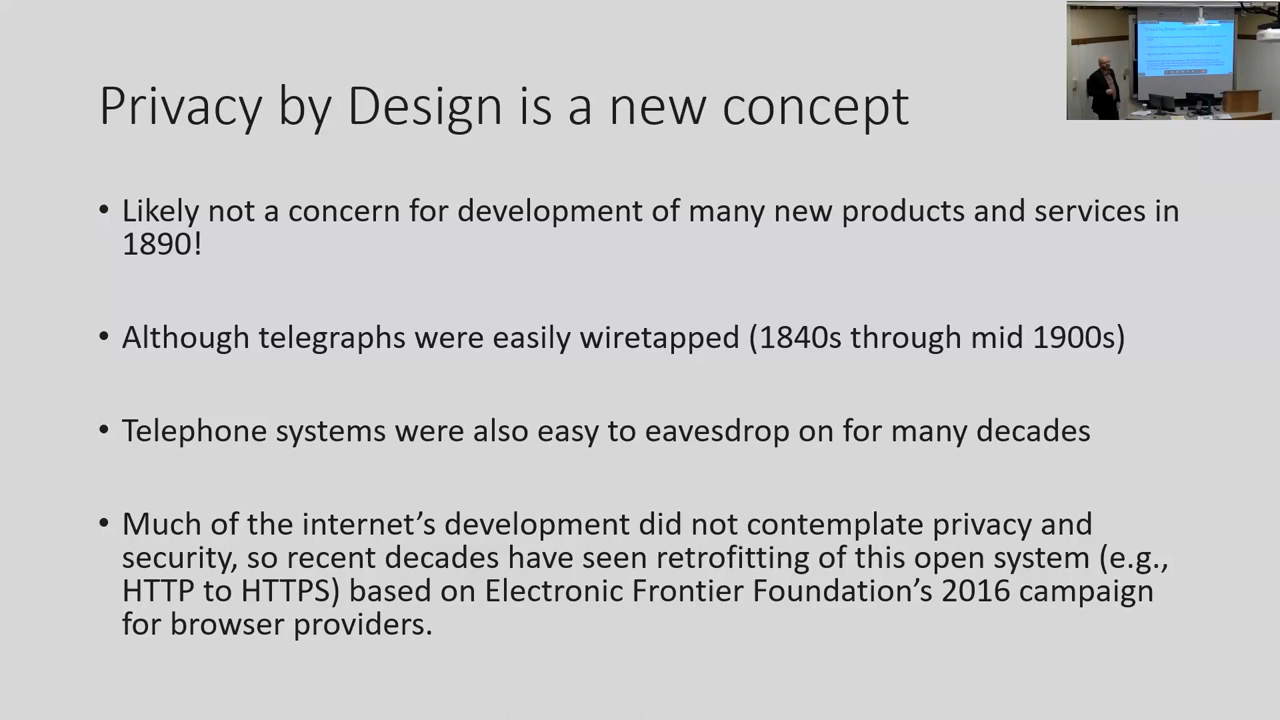 Privacy by Design is a new concept
• Likely not a concern for development of many new products and services in
1890!
• Although telegraphs were easily wiretapped (1840s through mid 1900s)
• Telephone systems were also easy to eavesdrop on for many decades
• Much of the internet’s development did not contemplate privacy and
security, so recent decades have seen retrofitting of this open system (e.g.,
HTTP to HTTPS) based on Electronic Frontier Foundation’s 2016 campaign
for browser providers.